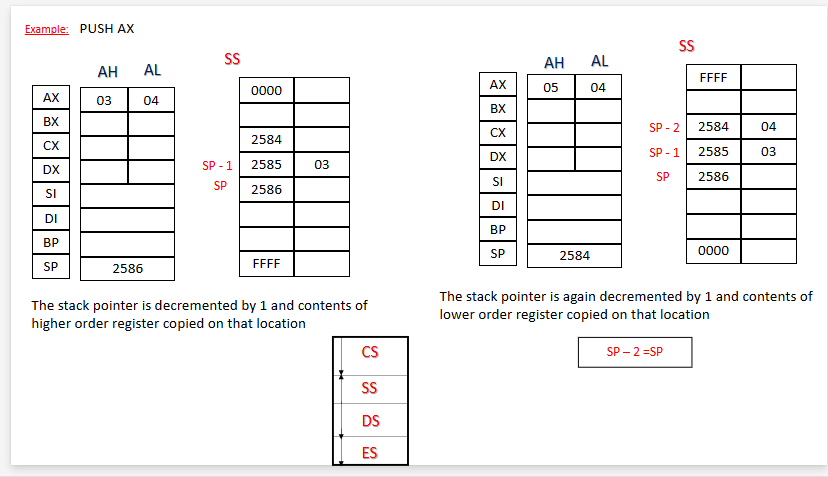 Example: PUSH AX
SS
AH AL
AX 03 04
BX
CX
DX
SI
DI
BP
SP 2586
0000
2584
SP - 1 2585 03
SP 2586
FFFF
The stack pointer is decremented by 1 and contents of
higher order register copied on that location
SS
AH AL
AX 05 04
BX
CX
DX
SI
DI
BP
SP 2584
FFFF
SP - 2 2584 04
SP - 1 2585 03
SP 2586
0000
The stack pointer is again decremented by 1 and contents of
lower order register copied on that location
SP – 2 =SP
CS
SS
DS
ES